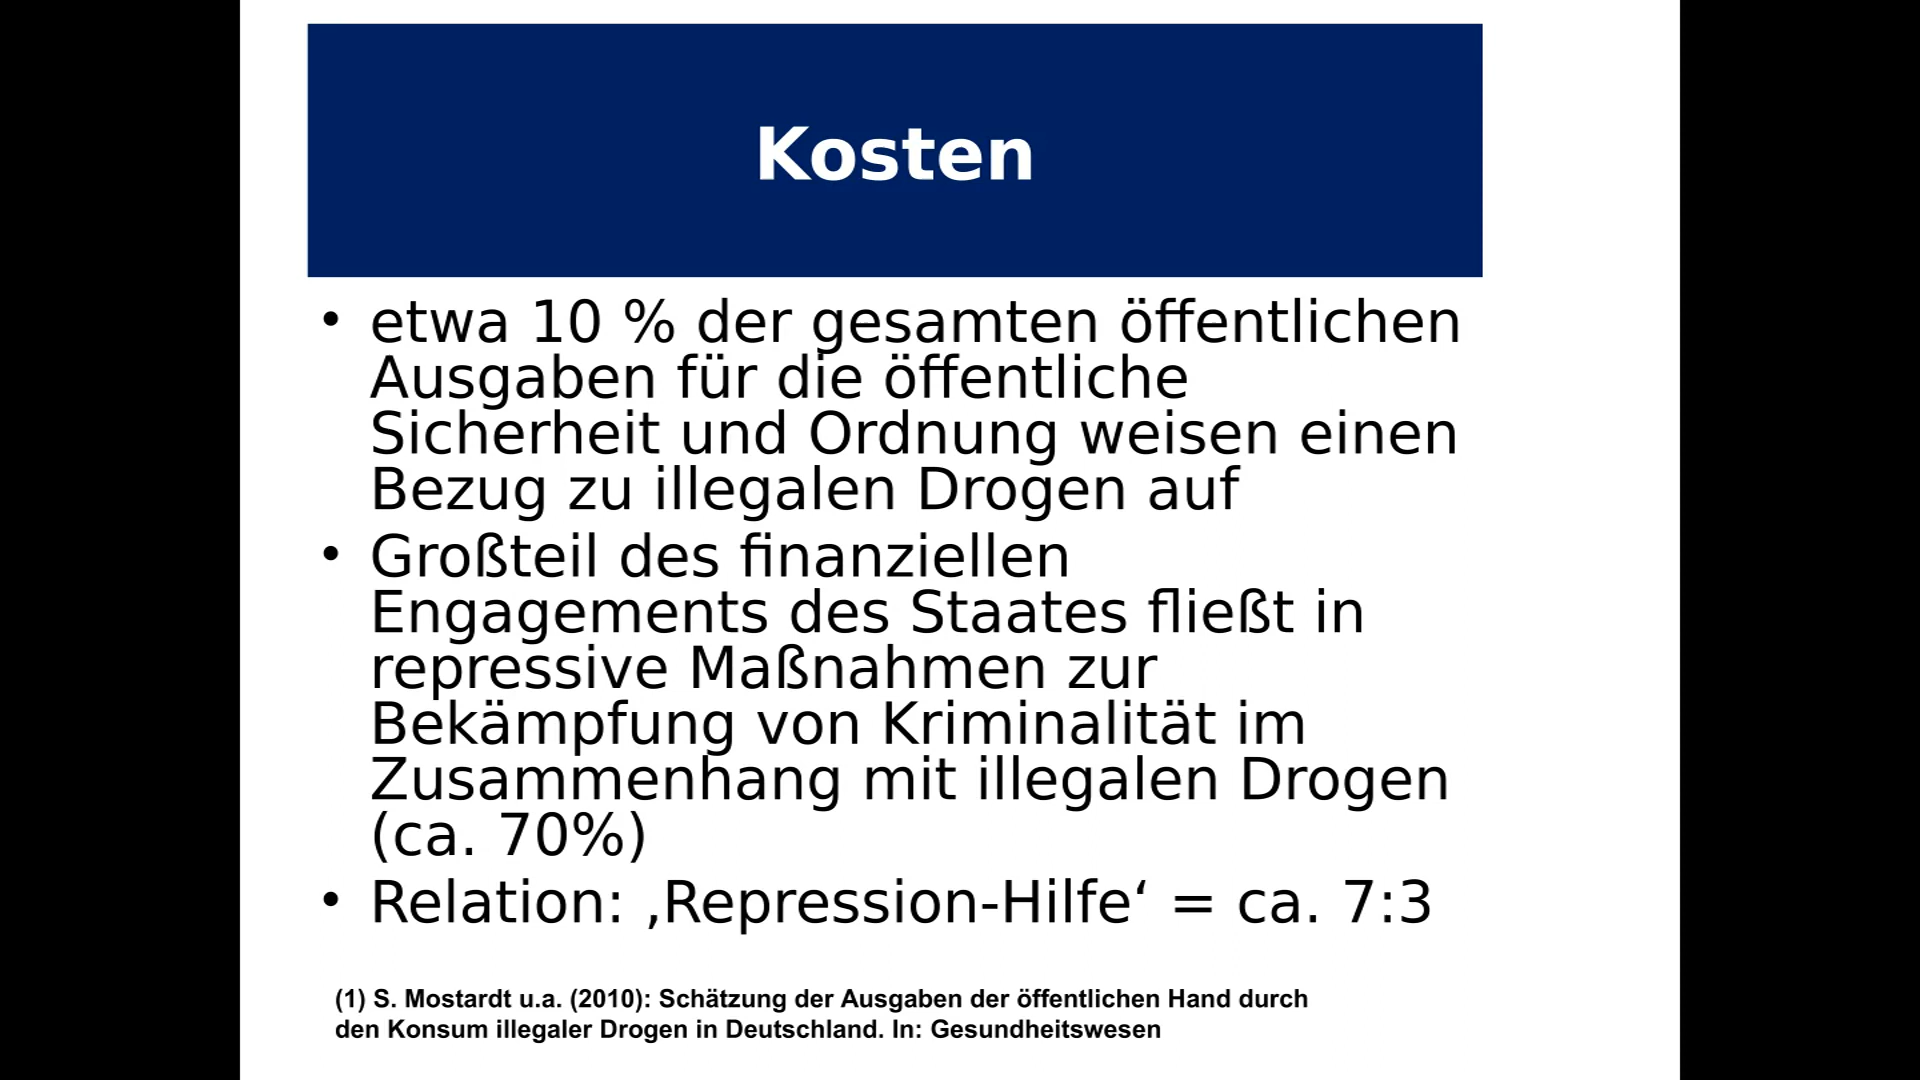 Kosten
• etwa 10 % der gesamten öffentlichen
Ausgaben für die öffentliche
Sicherheit und Ordnung weisen einen
Bezug zu illegalen Drogen auf
• Großteil des finanziellen
Engagements des Staates fließt in
repressive Maßnahmen zur
Bekämpfung von Kriminalität im
Zusammenhang mit illegalen Drogen
(ca. 70%)
• Relation: ‚Repression-Hilfe‘ = ca. 7:3
(1) S. Mostardt u.a. (2010): Schätzung der Ausgaben der öffentlichen Hand durch
den Konsum illegaler Drogen in Deutschland. In: Gesundheitswesen